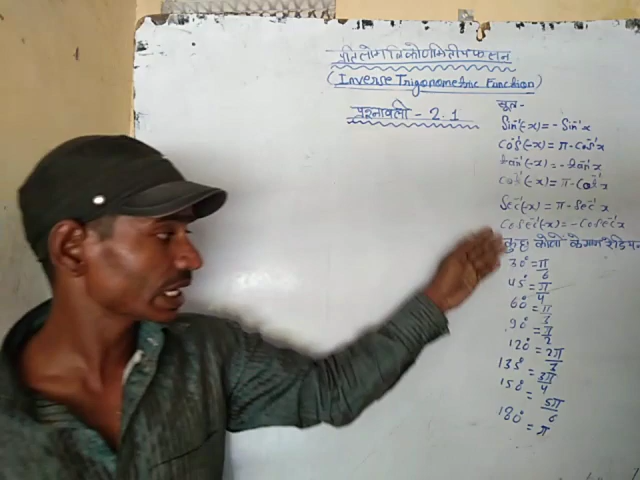 प्रतिलोम त्रिकोणमितीय फलन
(Inverse Trigonometric Function)
प्रश्नावली - 2.1
सूत्र -
Sin⁻¹(-x) = - Sin⁻¹x
Cos⁻¹(-x) = π - Cos⁻¹x
tan⁻¹(-x) = - tan⁻¹x
Cot⁻¹(-x) = π - Cot⁻¹x
Sec⁻¹(-x) = π - Sec⁻¹x
Cosec⁻¹(-x) = - Cosec⁻¹x
कुछ कोणों के मान रेडियन
30° = π/6
45° = π/4
60° = π/3
90° = π/2
120° = 2π/3
135° = 3π/4
150° = 5π/6
180° = π